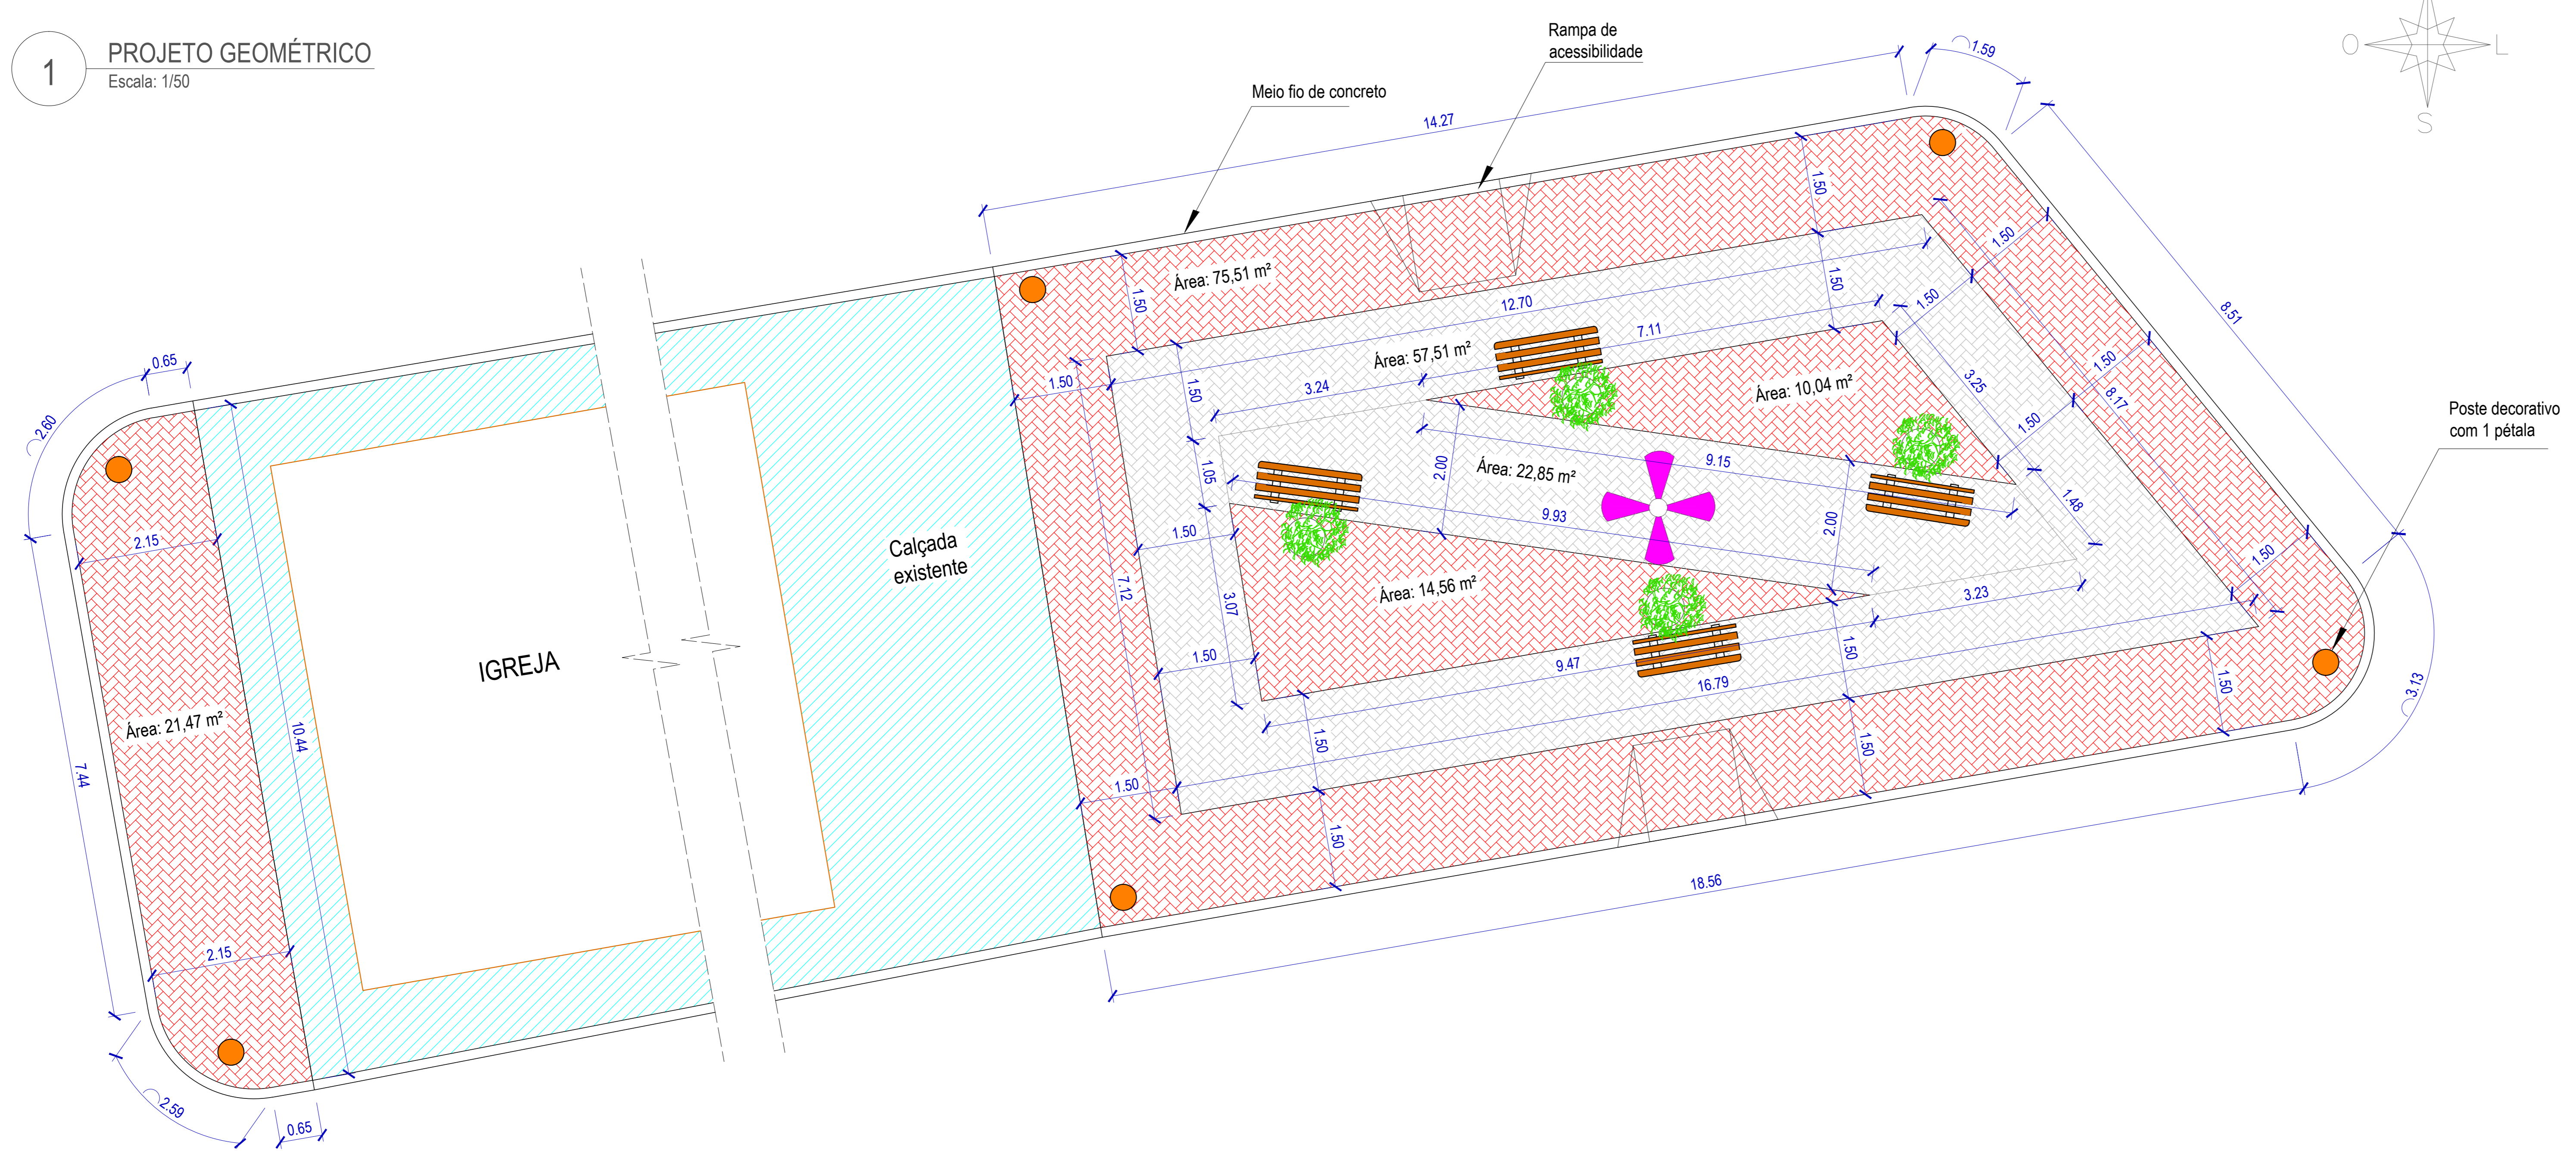 1
PROJETO GEOMÉTRICO
Escala: 1/50
Rampa de
acessibilidade
Meio fio de concreto
O
L
S
1.59
14.27
1.50
1.50
Área: 75,51 m²
1.50
1.50
12.70
1.50
8.51
7.11
Área: 57,51 m²
0.65
1.50
3.24
1.50
3.25
1.50
8.17
Área: 10,04 m²
Poste decorativo
com 1 pétala
2.60
1.50
1.05
2.00
Área: 22,85 m²
9.15
1.48
9.93
2.00
1.50
2.15
1.50
Calçada
existente
7.12
3.07
Área: 14,56 m²
3.23
IGREJA
1.50
9.47
1.50
16.79
1.50
3.13
Área: 21,47 m²
10.44
7.44
1.50
1.50
1.50
1.50
18.56
2.15
2.59
0.65